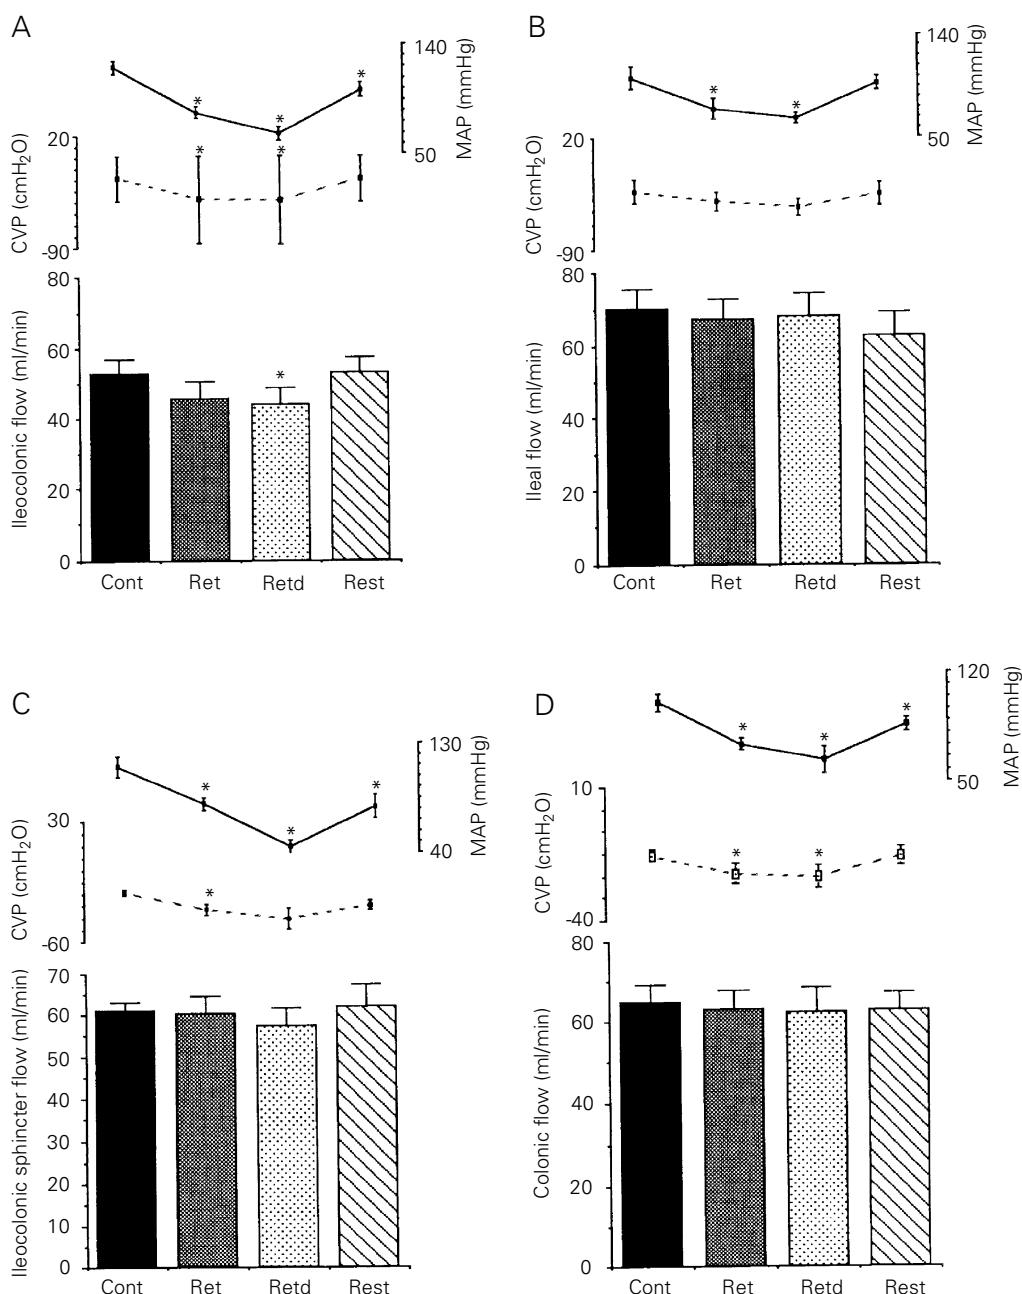 A
140
MAP (mmHg)
50
*
*
*
20
CVP (cmH2O)
-90
*
*
80
60
40
20
0
Ileocolonic flow (ml/min)
*
Cont Ret Retd Rest
B
140
MAP (mmHg)
50
*
*
20
CVP (cmH2O)
-90
80
60
40
20
0
Ileal flow (ml/min)
Cont Ret Retd Rest
C
130
MAP (mmHg)
40
*
*
*
30
CVP (cmH2O)
-60
*
70
60
50
40
30
20
10
0
Ileocolonic sphincter flow (ml/min)
Cont Ret Retd Rest
D
120
MAP (mmHg)
50
*
*
*
10
CVP (cmH2O)
-40
*
*
80
60
40
20
0
Colonic flow (ml/min)
Cont Ret Retd Rest